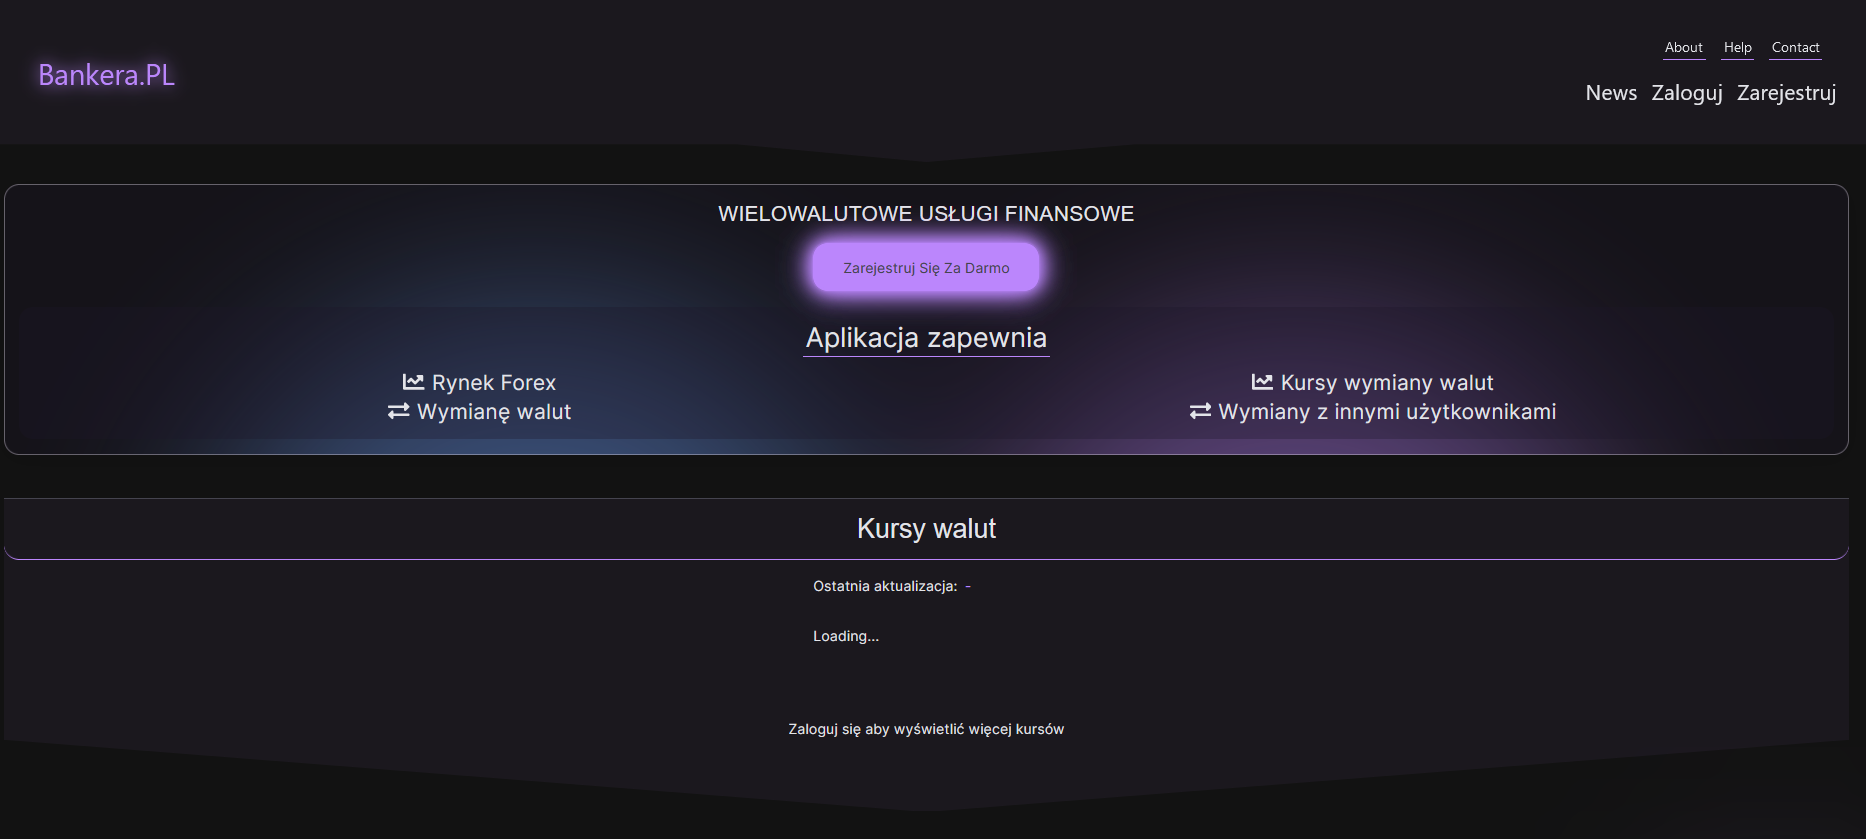 Bankera.PL
About Help Contact
News Zaloguj Zarejestruj
WIELOWALUTOWE USŁUGI FINANSOWE
Zarejestruj Się Za Darmo
Aplikacja zapewnia
Rynek Forex
Wymianę walut
Kursy wymiany walut
Wymiany z innymi użytkownikami
Kursy walut
Ostatnia aktualizacja: -
Loading...
Zaloguj się aby wyświetlić więcej kursów